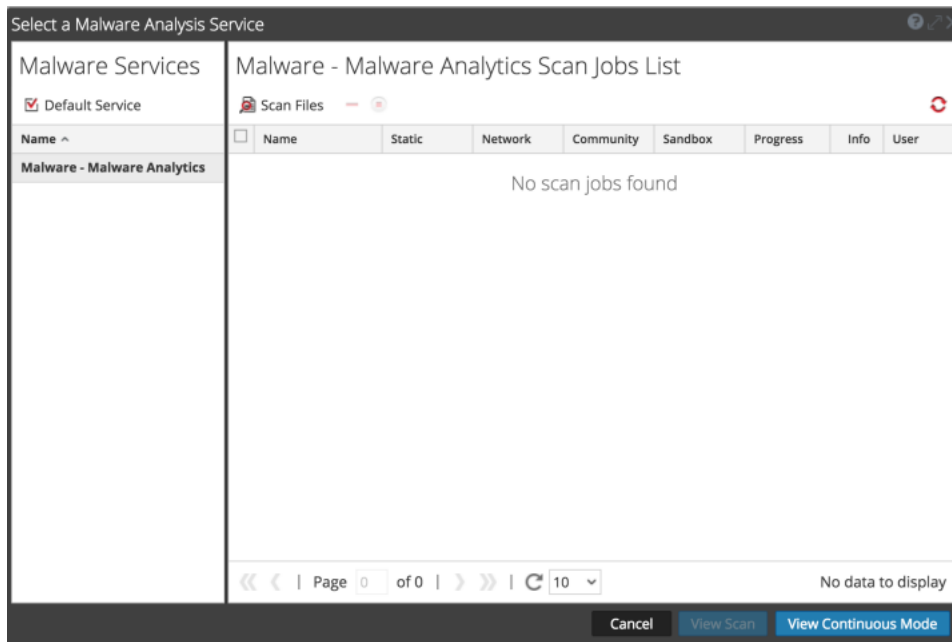 Select a Malware Analysis Service
Malware Services
Default Service
Name
Malware - Malware Analytics
Malware - Malware Analytics Scan Jobs List
Scan Files
Name Static Network Community Sandbox Progress Info User
No scan jobs found
Page 0 of 0 10 No data to display
Cancel View Scan View Continuous Mode